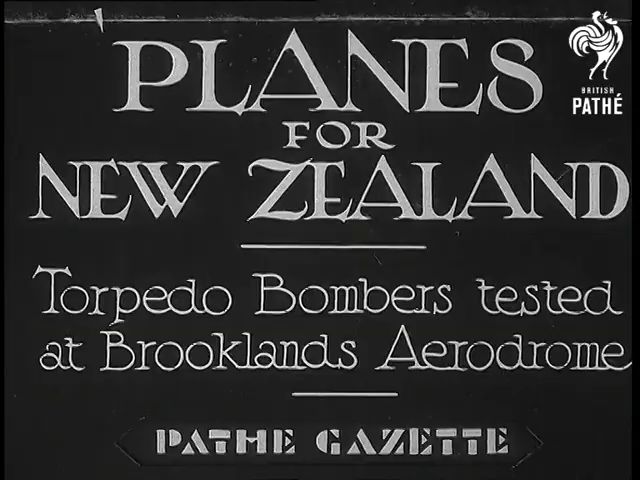 PLANES
FOR
NEW ZEALAND
Torpedo Bombers tested
at Brooklands Aerodrome
PATHE GAZETTE
BRITISH
PATHÉ